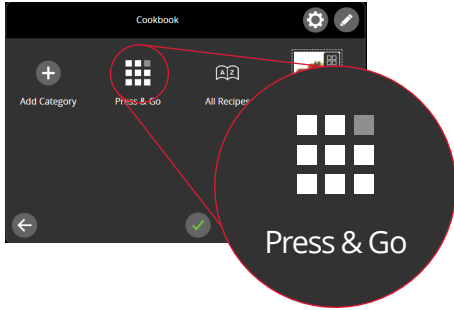 Cookbook
Add Category
Press & Go
A Z
All Recipes
Press & Go